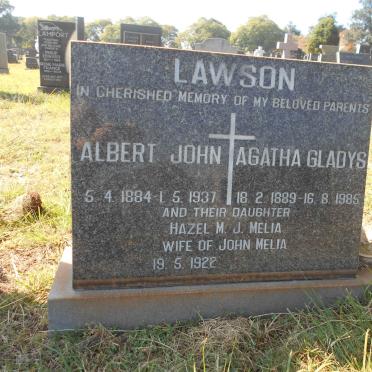 LAMPORT
LAWSON
IN CHERISHED MEMORY OF MY BELOVED PARENTS
ALBERT JOHN AGATHA GLADYS
5. 4. 1884 - 1. 5. 1937 18. 2. 1889 - 16. 8. 1985
AND THEIR DAUGHTER
HAZEL M. J. MELIA
WIFE OF JOHN MELIA
19. 5. 1922